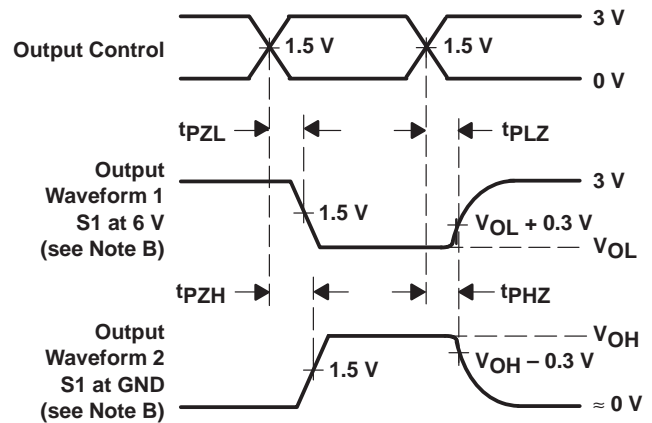 3 V
Output Control
1.5 V
1.5 V
0 V
tPZL
tPLZ
Output
Waveform 1
S1 at 6 V
(see Note B)
3 V
1.5 V
VOL + 0.3 V
VOL
tPZH
tPHZ
Output
Waveform 2
S1 at GND
(see Note B)
VOH
1.5 V
VOH – 0.3 V
≈ 0 V